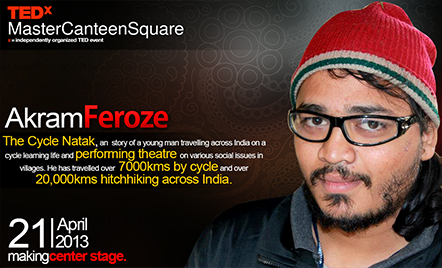 TEDx
MasterCanteenSquare
x = independently organized TED event
AkramFeroze
The Cycle Natak, an story of a young man travelling across India on a
cycle learning life and performing theatre on various social issues in
villages. He has travelled over 7000kms by cycle and over
20,000kms hitchhiking across India.
21 April
2013
makingcenter stage.